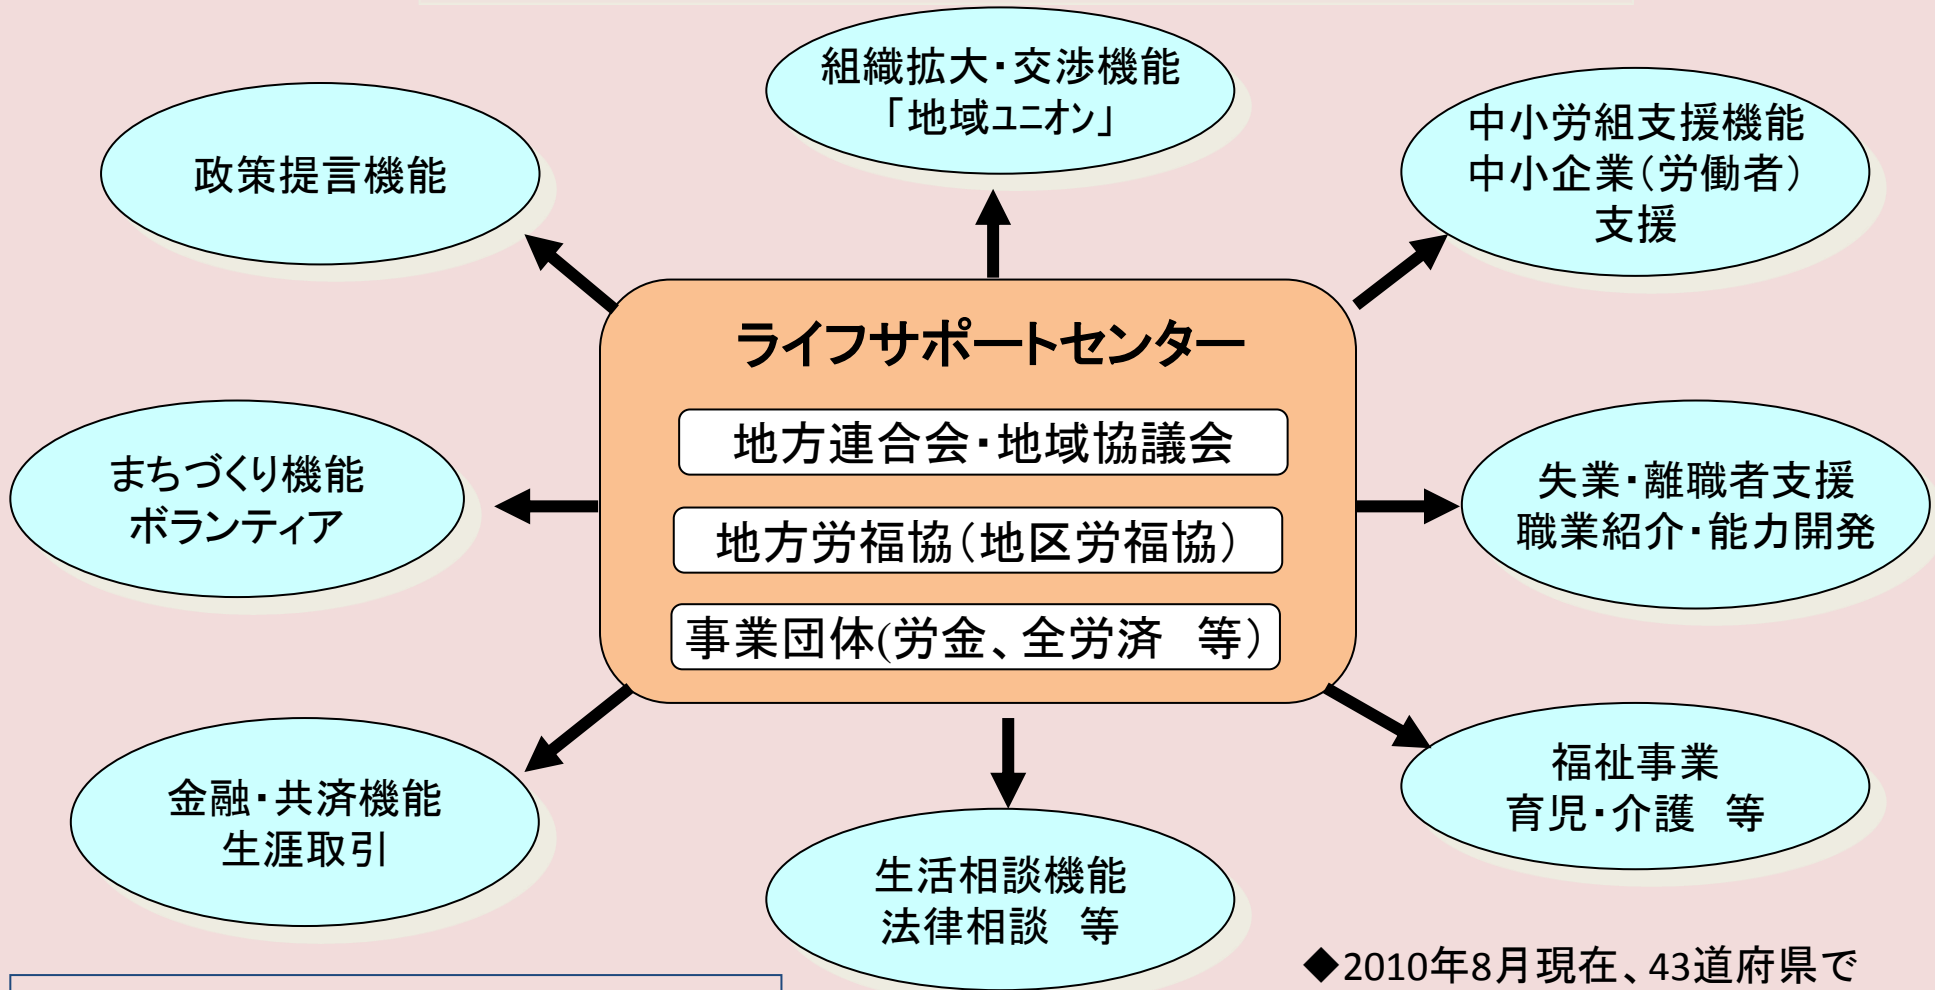 組織拡大・交渉機能
「地域ユニオン」
政策提言機能
中小労組支援機能
中小企業（労働者）
支援
ライフサポートセンター
地方連合会・地域協議会
地方労福協（地区労福協）
事業団体(労金、全労済　等）
まちづくり機能
ボランティア
失業・離職者支援
職業紹介・能力開発
金融・共済機能
生涯取引
生活相談機能
法律相談　等
福祉事業
育児・介護　等
◆2010年8月現在、43道府県で